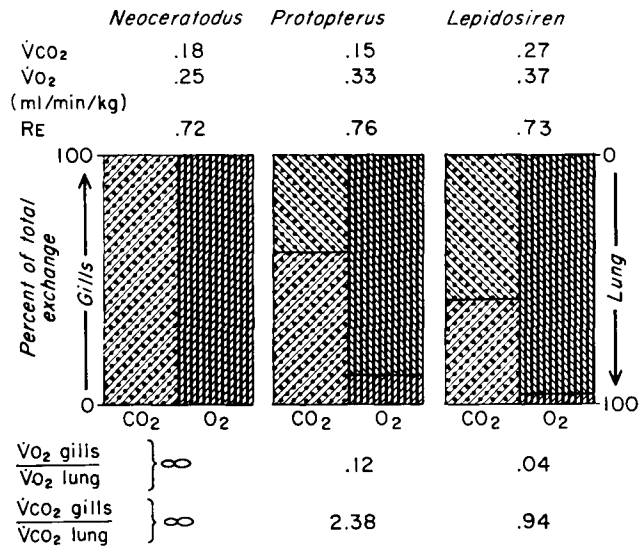 Neoceratodus Protopterus Lepidosiren
V̇CO₂ .18 .15 .27
V̇O₂ .25 .33 .37
(ml/min/kg)
RE .72 .76 .73
100 0
Percent of total
exchange
Gills
Lung
0 100
CO₂ O₂ CO₂ O₂ CO₂ O₂
V̇O₂ gills
V̇O₂ lung
∞ .12 .04
V̇CO₂ gills
V̇CO₂ lung
∞ 2.38 .94